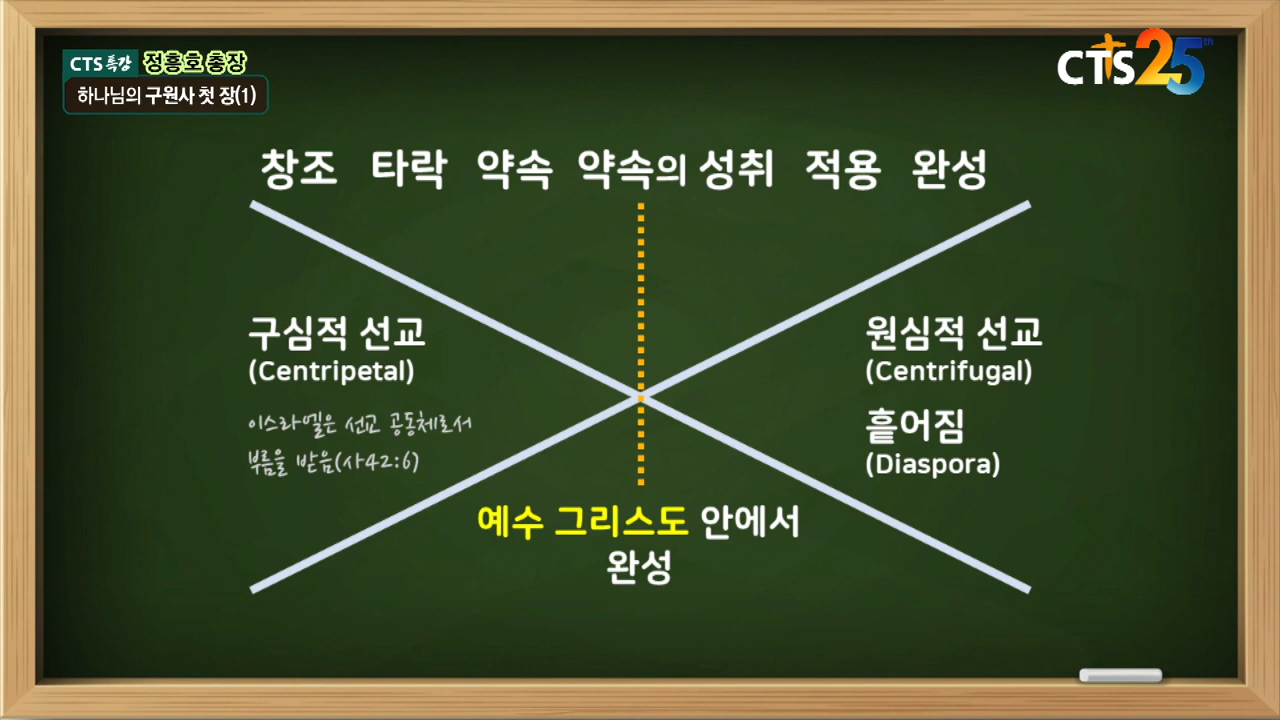 CTS 특강 정흥호 총장
하나님의 구원사 첫 장(1)
CTS 25th
창조 타락 약속 약속의 성취 적용 완성
구심적 선교
(Centripetal)
이스라엘은 선교 공동체로서
부름을 받음(사42:6)
원심적 선교
(Centrifugal)
흩어짐
(Diaspora)
예수 그리스도 안에서
완성